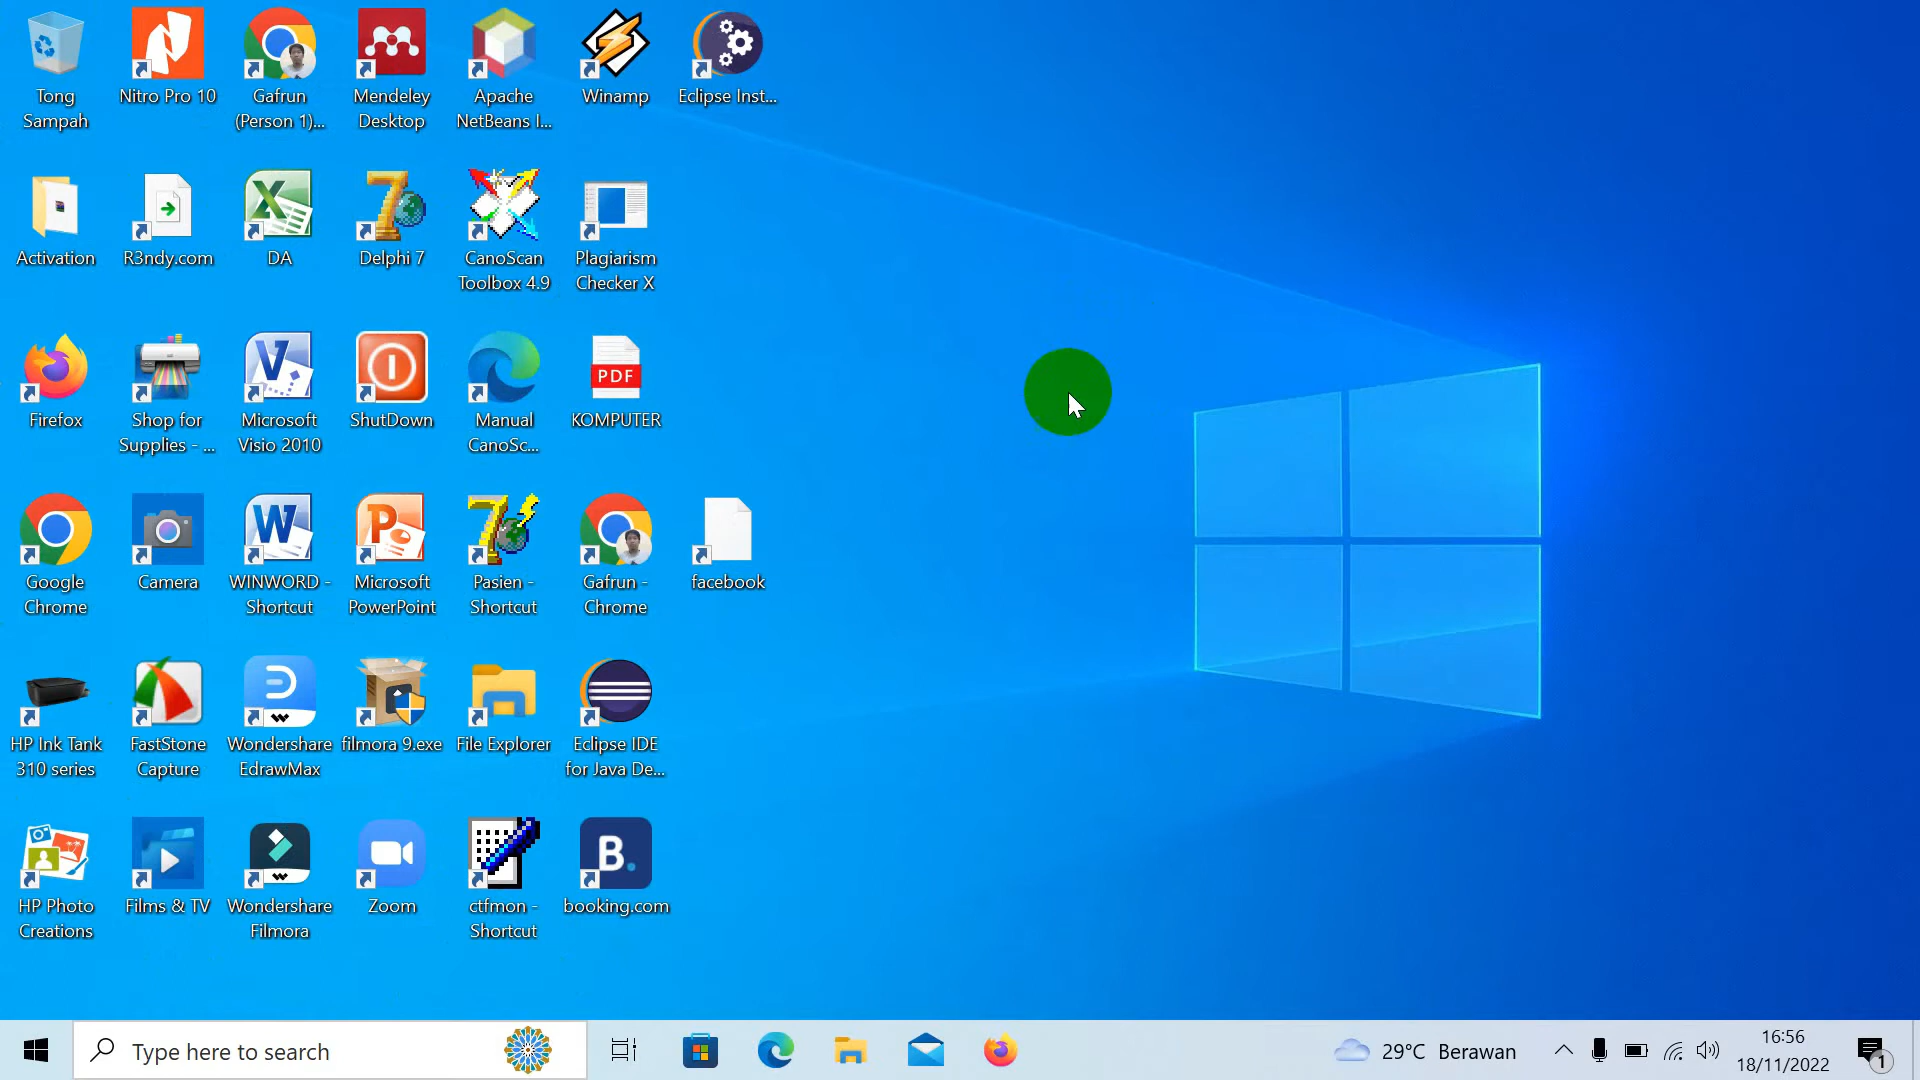 Tong
Sampah
Nitro Pro 10
Gafrun
(Person 1)...
Mendeley
Desktop
Apache
NetBeans I...
Winamp
Eclipse Inst...
Activation
R3ndy.com
DA
Delphi 7
CanoScan
Toolbox 4.9
Plagiarism
Checker X
Firefox
Shop for
Supplies - ...
Microsoft
Visio 2010
ShutDown
Manual
CanoSc...
PDF
KOMPUTER
Google
Chrome
Camera
WINWORD -
Shortcut
Microsoft
PowerPoint
Pasien -
Shortcut
Gafrun -
Chrome
facebook
HP Ink Tank
310 series
FastStone
Capture
Wondershare
EdrawMax
filmora 9.exe
File Explorer
Eclipse IDE
for Java De...
HP Photo
Creations
Films & TV
Wondershare
Filmora
Zoom
ctfmon -
Shortcut
B.
booking.com
Type here to search
29°C Berawan
16:56
18/11/2022
1